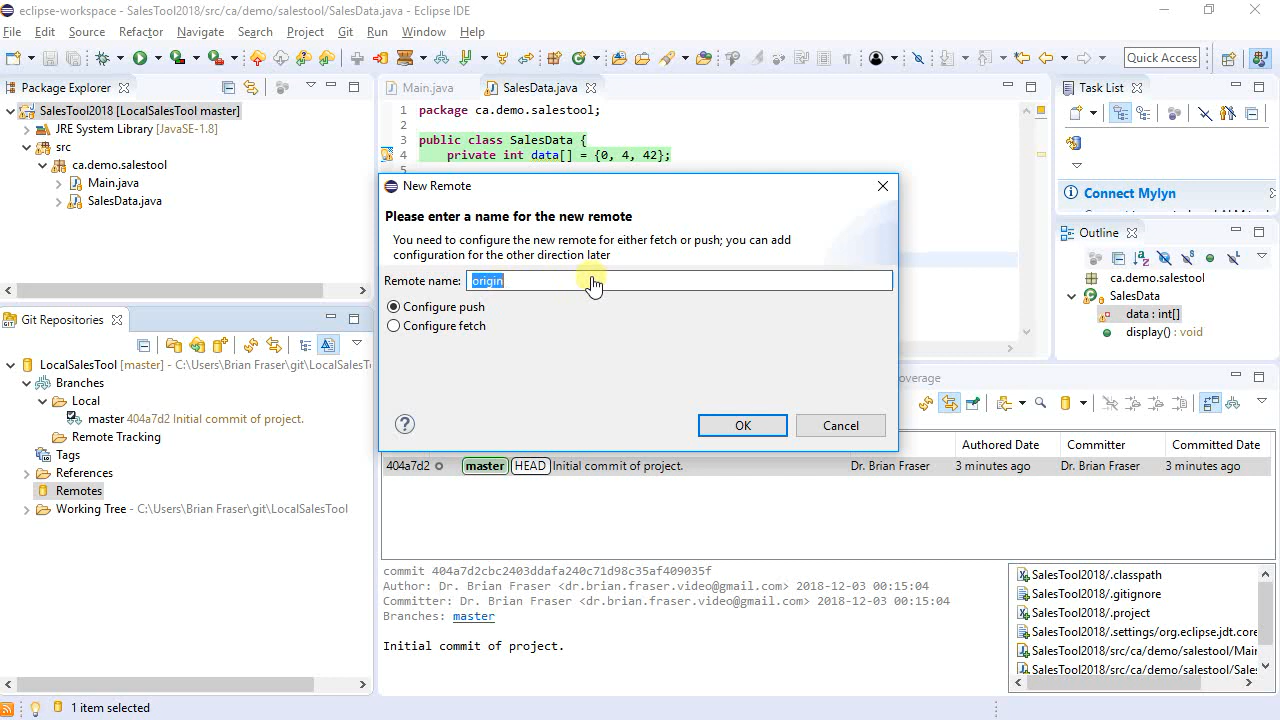 eclipse-workspace - SalesTool2018/src/ca/demo/salestool/SalesData.java - Eclipse IDE
File Edit Source Refactor Navigate Search Project Git Run Window Help
Quick Access
Package Explorer
SalesTool2018 [LocalSalesTool master]
JRE System Library [JavaSE-1.8]
src
ca.demo.salestool
Main.java
SalesData.java
Main.java
SalesData.java
1 package ca.demo.salestool;
2
3 public class SalesData {
4 private int data[] = {0, 4, 42};
5
Task List
Connect Mylyn
Outline
ca.demo.salestool
SalesData
data : int[]
display() : void
New Remote
Please enter a name for the new remote
You need to configure the new remote for either fetch or push; you can add
configuration for the other direction later
Remote name: origin
Configure push
Configure fetch
OK
Cancel
Git Repositories
LocalSalesTool [master] - C:\Users\Brian Fraser\git\LocalSalesT
Branches
Local
master 404a7d2 Initial commit of project.
Remote Tracking
Tags
References
Remotes
Working Tree - C:\Users\Brian Fraser\git\LocalSalesTool
overage
Authored Date Committer Committed Date
404a7d2 master HEAD Initial commit of project. Dr. Brian Fraser 3 minutes ago Dr. Brian Fraser 3 minutes ago
commit 404a7d2cbc2403ddafa240c71d98c35af409035f
Author: Dr. Brian Fraser <dr.brian.fraser.video@gmail.com> 2018-12-03 00:15:04
Committer: Dr. Brian Fraser <dr.brian.fraser.video@gmail.com> 2018-12-03 00:15:04
Branches: master
Initial commit of project.
SalesTool2018/.classpath
SalesTool2018/.gitignore
SalesTool2018/.project
SalesTool2018/.settings/org.eclipse.jdt.core
SalesTool2018/src/ca/demo/salestool/Mai
SalesTool2018/src/ca/demo/salestool/Sale
1 item selected